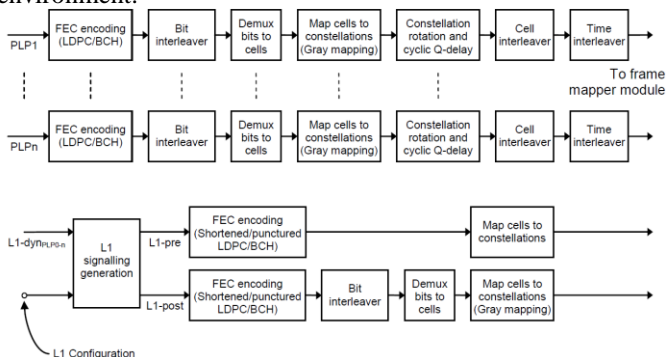 environment.
FEC encoding
(LDPC/BCH)
Bit
interleaver
Demux
bits to
cells
Map cells to
constellations
(Gray mapping)
Constellation
rotation and
cyclic Q-delay
Cell
interleaver
Time
interleaver
PLP1
To frame
mapper module
FEC encoding
(LDPC/BCH)
Bit
interleaver
Demux
bits to
cells
Map cells to
constellations
(Gray mapping)
Constellation
rotation and
cyclic Q-delay
Cell
interleaver
Time
interleaver
PLPn
L1-dynPLP0-n
L1
signalling
generation
L1-pre
FEC encoding
(Shortened/punctured
LDPC/BCH)
Map cells to
constellations
L1-post
FEC encoding
(Shortened/punctured
LDPC/BCH)
Bit
interleaver
Demux
bits to
cells
Map cells to
constellations
(Gray mapping)
L1 Configuration